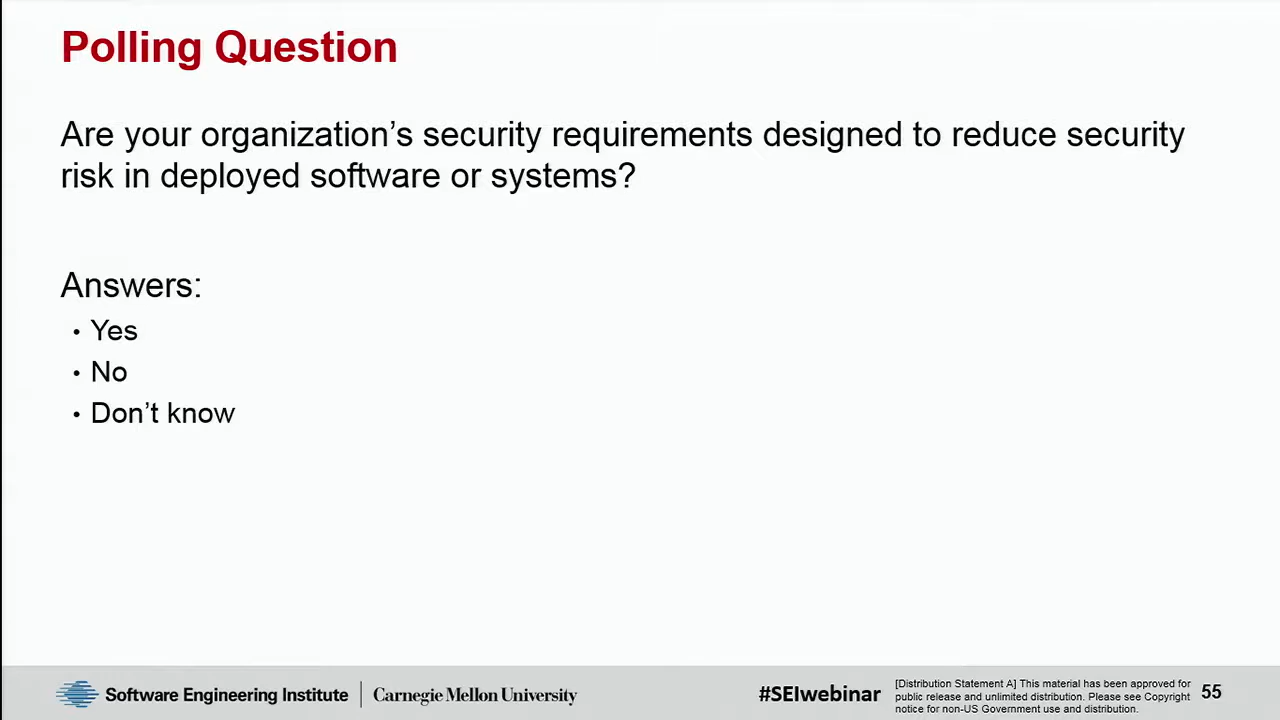 Polling Question
Are your organization’s security requirements designed to reduce security
risk in deployed software or systems?
Answers:
• Yes
• No
• Don’t know
Software Engineering Institute | Carnegie Mellon University
#SEIwebinar
[Distribution Statement A] This material has been approved for
public release and unlimited distribution. Please see Copyright
notice for non-US Government use and distribution.
55